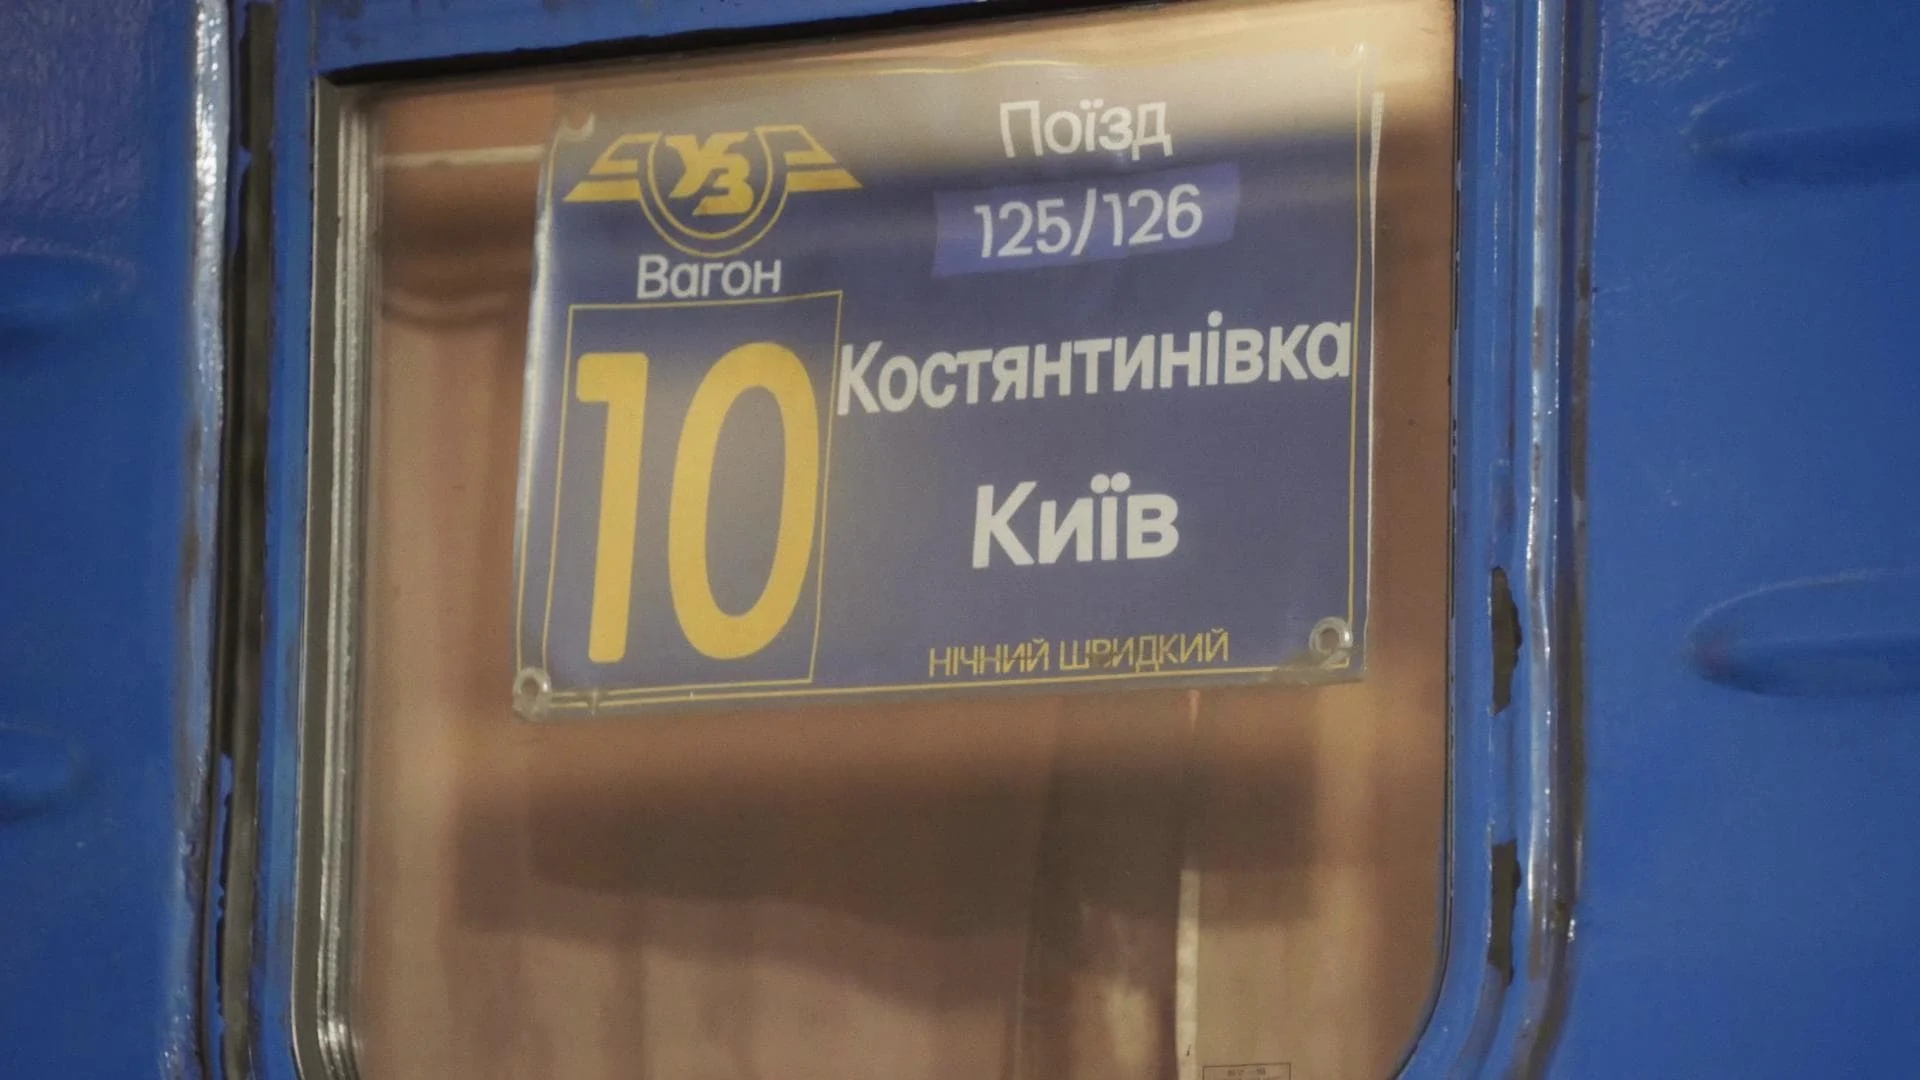 УЗ
Вагон
10
Поїзд
125/126
Костянтинівка
Київ
НІЧНИЙ ШВИДКИЙ